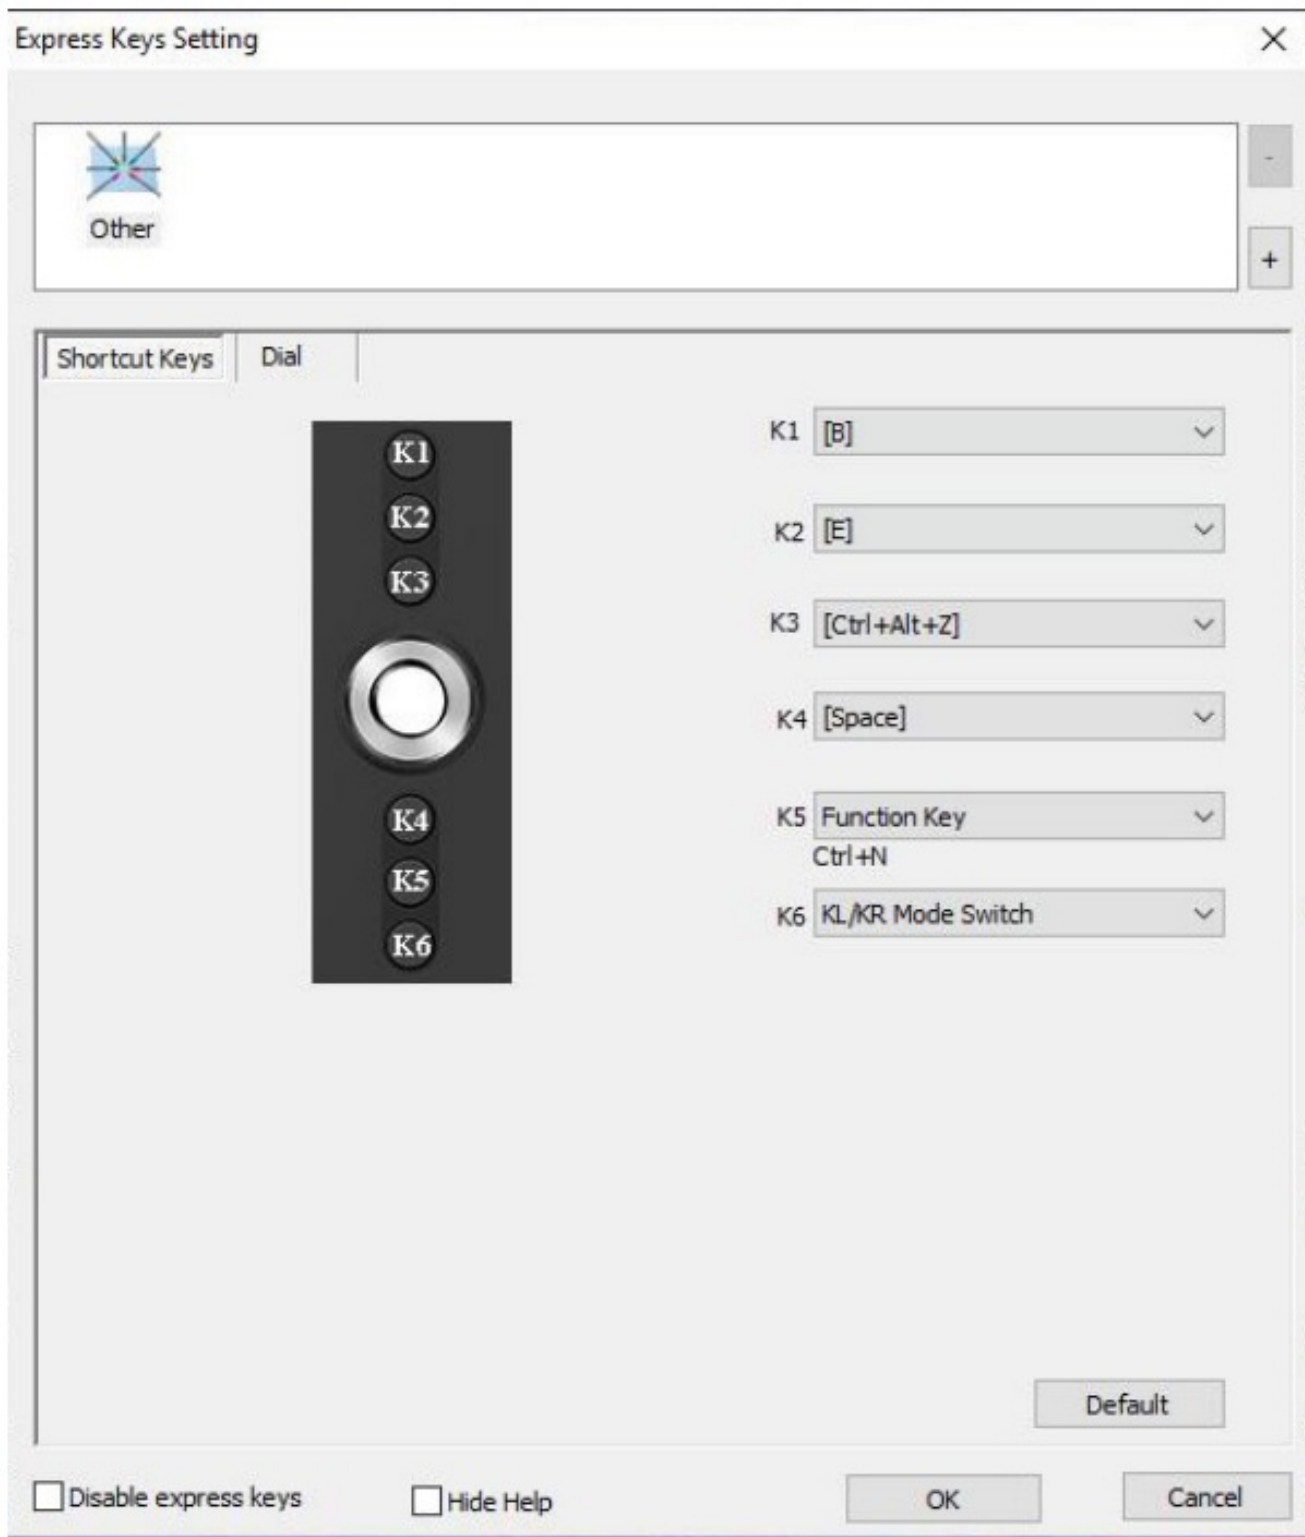 Express Keys Setting
-
Other
+
Shortcut Keys Dial
K1
K2
K3
K4
K5
K6
K1 [B]
K2 [E]
K3 [Ctrl+Alt+Z]
K4 [Space]
K5 Function Key
Ctrl+N
K6 KL/KR Mode Switch
Default
Disable express keys Hide Help OK Cancel